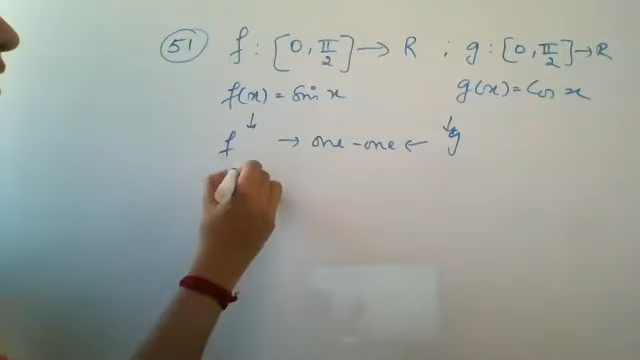 51 f : [0, π/2] → R ; g : [0, π/2] → R
f(x) = Sin x g(x) = Cos x
↓ ↓
f → one-one ← g